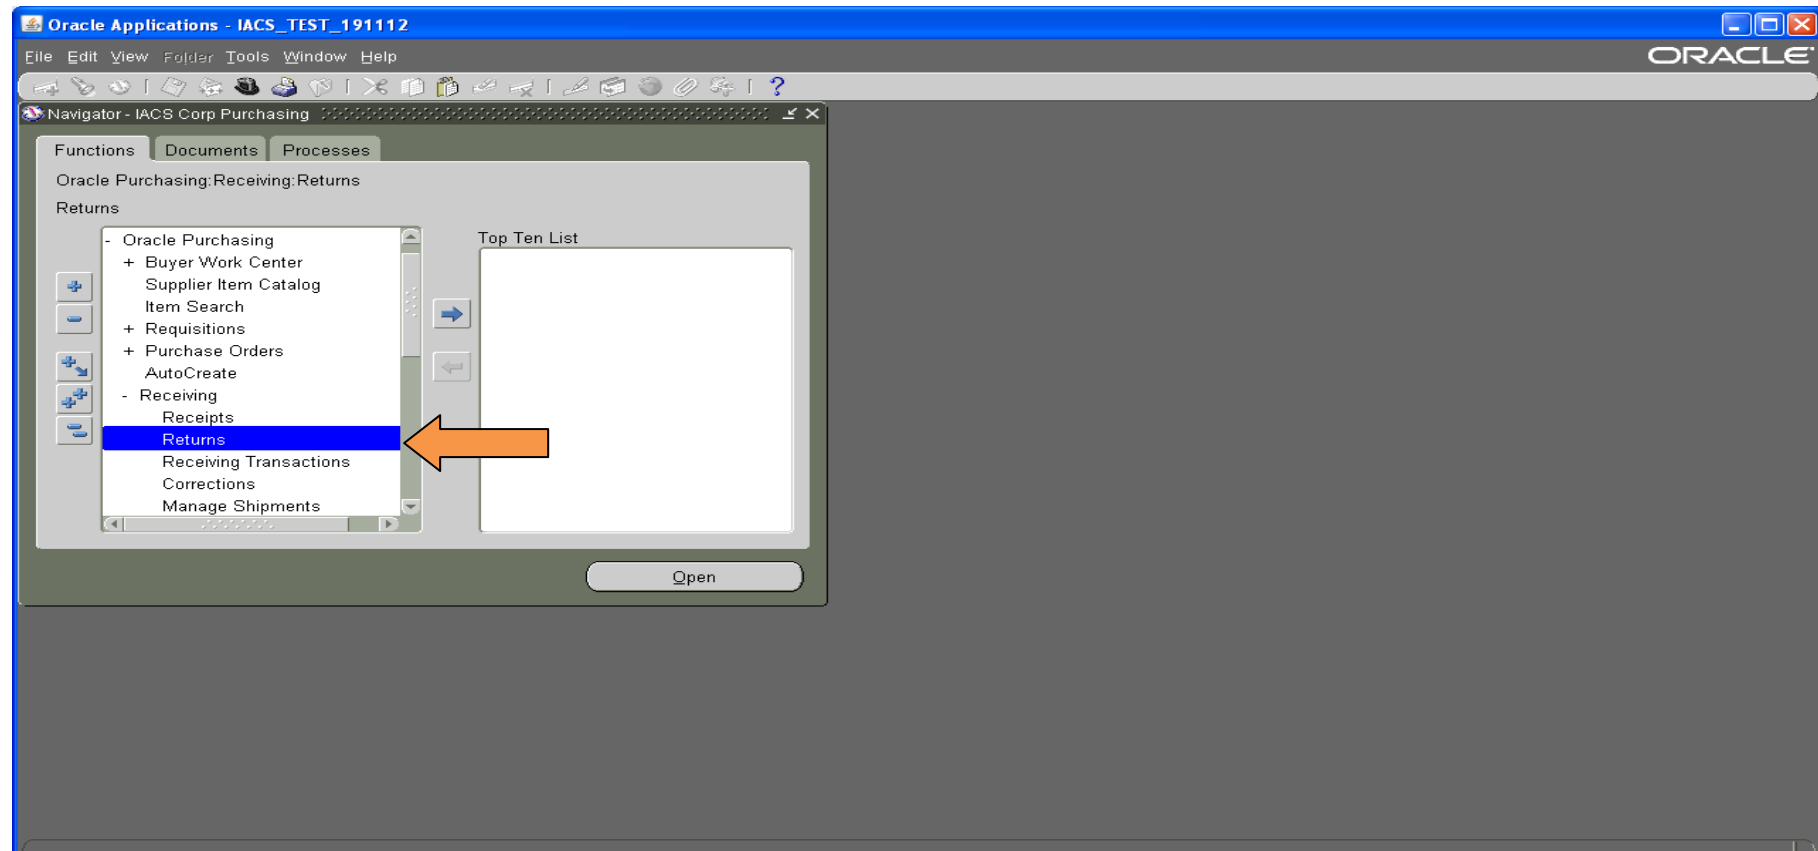 Oracle Applications - IACS_TEST_191112
File Edit View Folder Tools Window Help
ORACLE
?
Navigator - IACS Corp Purchasing
Functions Documents Processes
Oracle Purchasing:Receiving:Returns
Returns
- Oracle Purchasing
+ Buyer Work Center
Supplier Item Catalog
Item Search
+ Requisitions
+ Purchase Orders
AutoCreate
- Receiving
Receipts
Returns
Receiving Transactions
Corrections
Manage Shipments
Top Ten List
Open